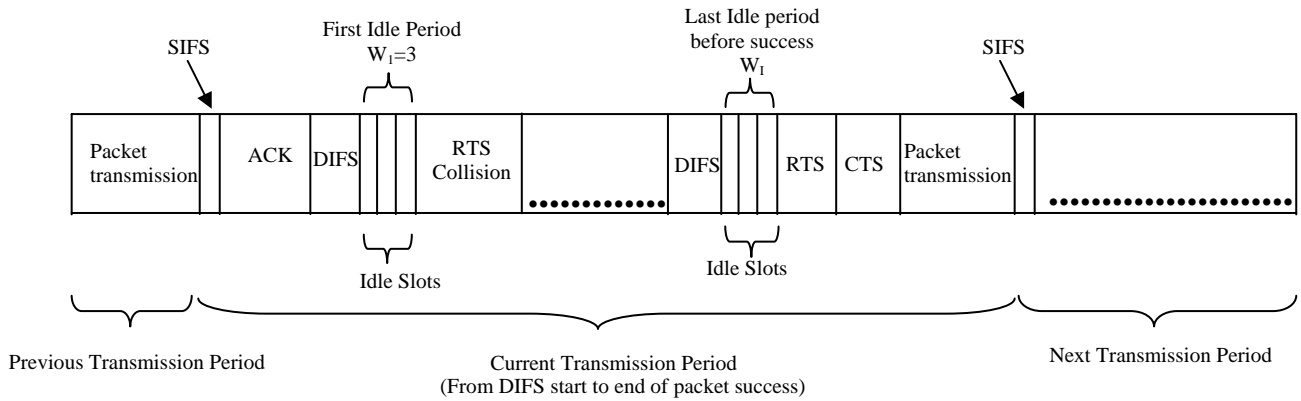 First Idle Period
W₁=3
Last Idle period
before success
W_I
SIFS
SIFS
Packet
transmission
ACK
DIFS
RTS
Collision
DIFS
RTS
CTS
Packet
transmission
Idle Slots
Idle Slots
Previous Transmission Period
Current Transmission Period
(From DIFS start to end of packet success)
Next Transmission Period